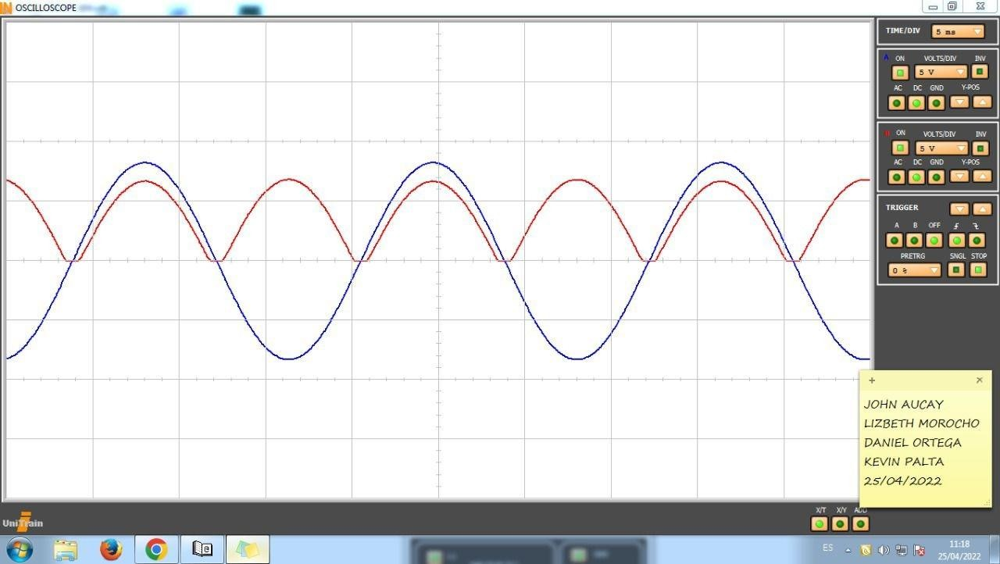 OSCILLOSCOPE
TIME/DIV 5 ms
A ON VOLTS/DIV INV
5 V
AC DC GND Y-POS
B ON VOLTS/DIV INV
5 V
AC DC GND Y-POS
TRIGGER
A B OFF
PRETRG SNGL STOP
0 %
+ ×
JOHN AUCAY
LIZBETH MOROCHO
DANIEL ORTEGA
KEVIN PALTA
25/04/2022
X/T X/Y ADD
UniTrain
ES
11:18
25/04/2022